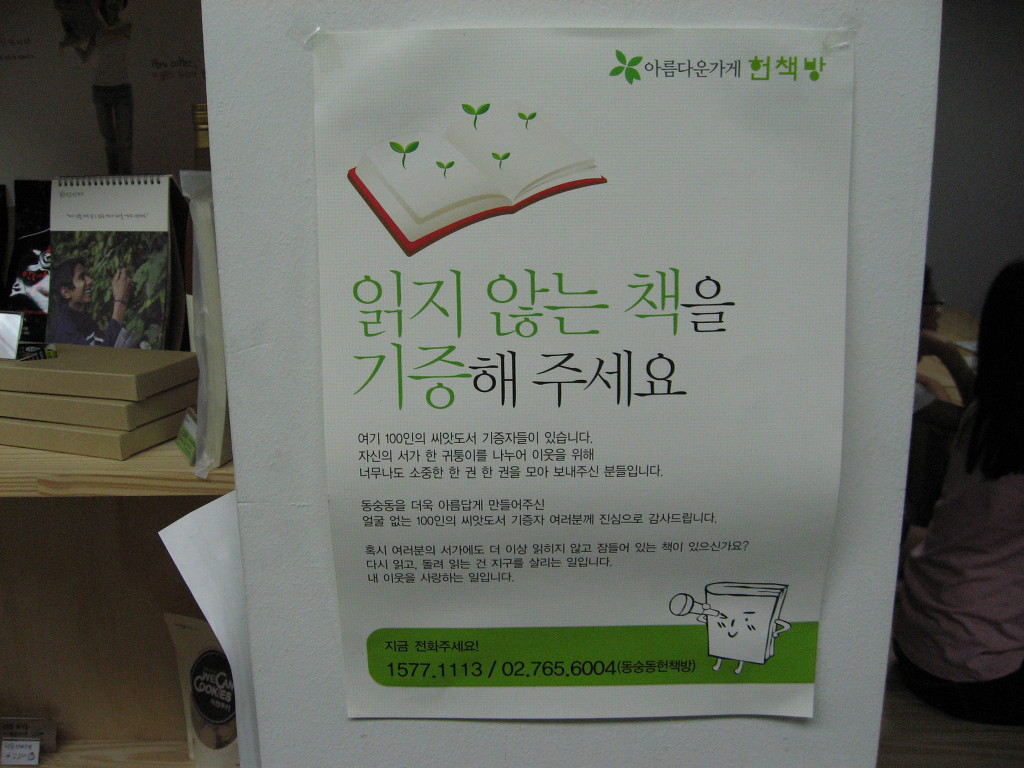 아름다운가게 헌책방
읽지 않는 책을
기증해 주세요
여기 100인의 씨앗도서 기증자들이 있습니다.
자신의 서가 한 귀퉁이를 나누어 이웃을 위해
너무나도 소중한 한 권 한 권을 모아 보내주신 분들입니다.
동숭동을 더욱 아름답게 만들어주신
얼굴 없는 100인의 씨앗도서 기증자 여러분께 진심으로 감사드립니다.
혹시 여러분의 서가에도 더 이상 읽히지 않고 잠들어 있는 책이 있으신가요?
다시 읽고, 돌려 읽는 건 지구를 살리는 일입니다.
내 이웃을 사랑하는 일입니다.
지금 전화주세요!
1577.1113 / 02.765.6004(동숭동헌책방)
WE CAN
COOKIES